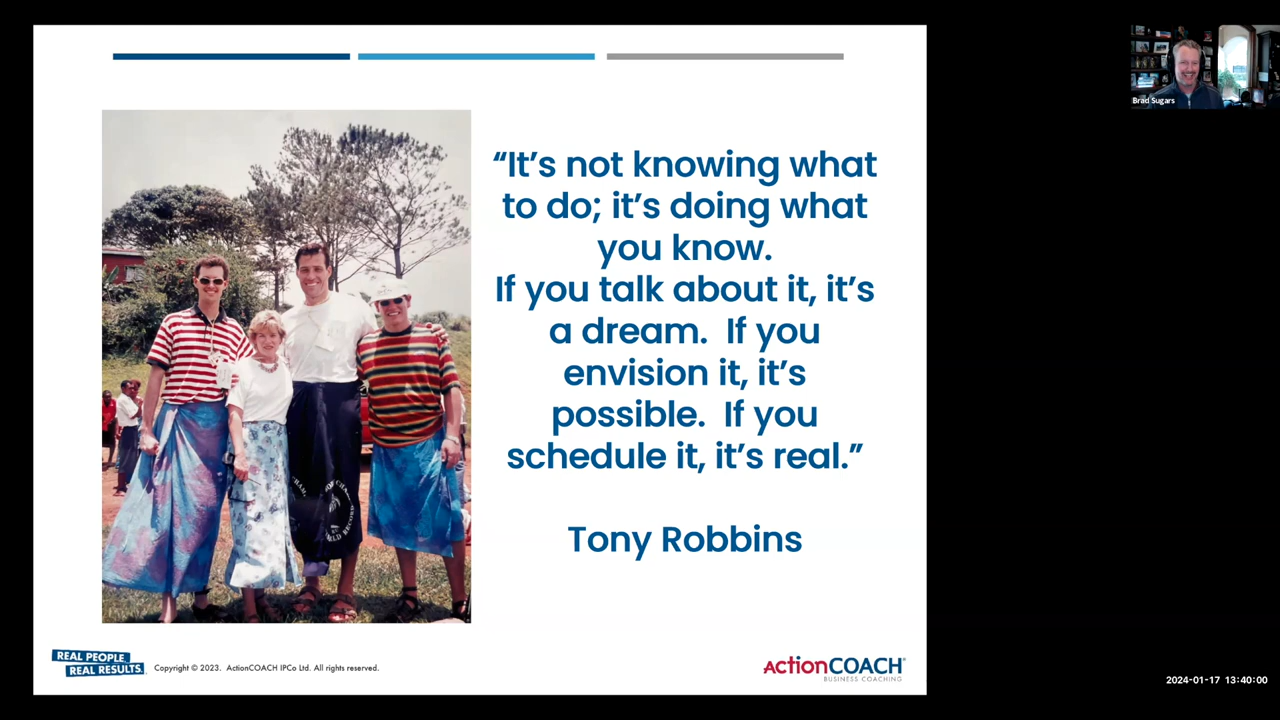 Brad Sugars
“It’s not knowing what
to do; it’s doing what
you know.
If you talk about it, it’s
a dream.  If you
envision it, it’s
possible.  If you
schedule it, it’s real.”
Tony Robbins
REAL PEOPLE
REAL RESULTS.
Copyright © 2023.  ActionCOACH IPCo Ltd. All rights reserved.
actionCOACH®
BUSINESS COACHING
2024-01-17  13:40:00